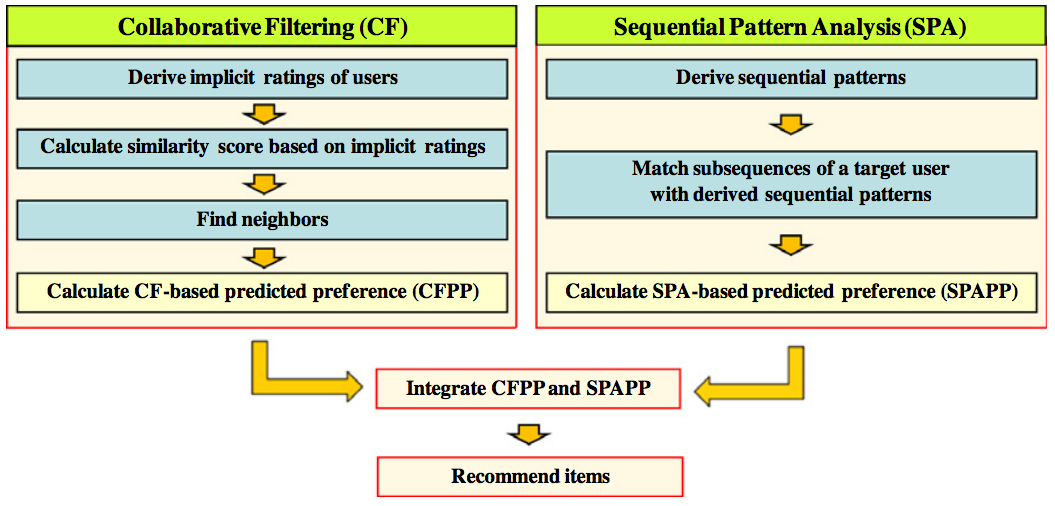 Collaborative Filtering (CF)
Derive implicit ratings of users
Calculate similarity score based on implicit ratings
Find neighbors
Calculate CF-based predicted preference (CFPP)
Sequential Pattern Analysis (SPA)
Derive sequential patterns
Match subsequences of a target user
with derived sequential patterns
Calculate SPA-based predicted preference (SPAPP)
Integrate CFPP and SPAPP
Recommend items